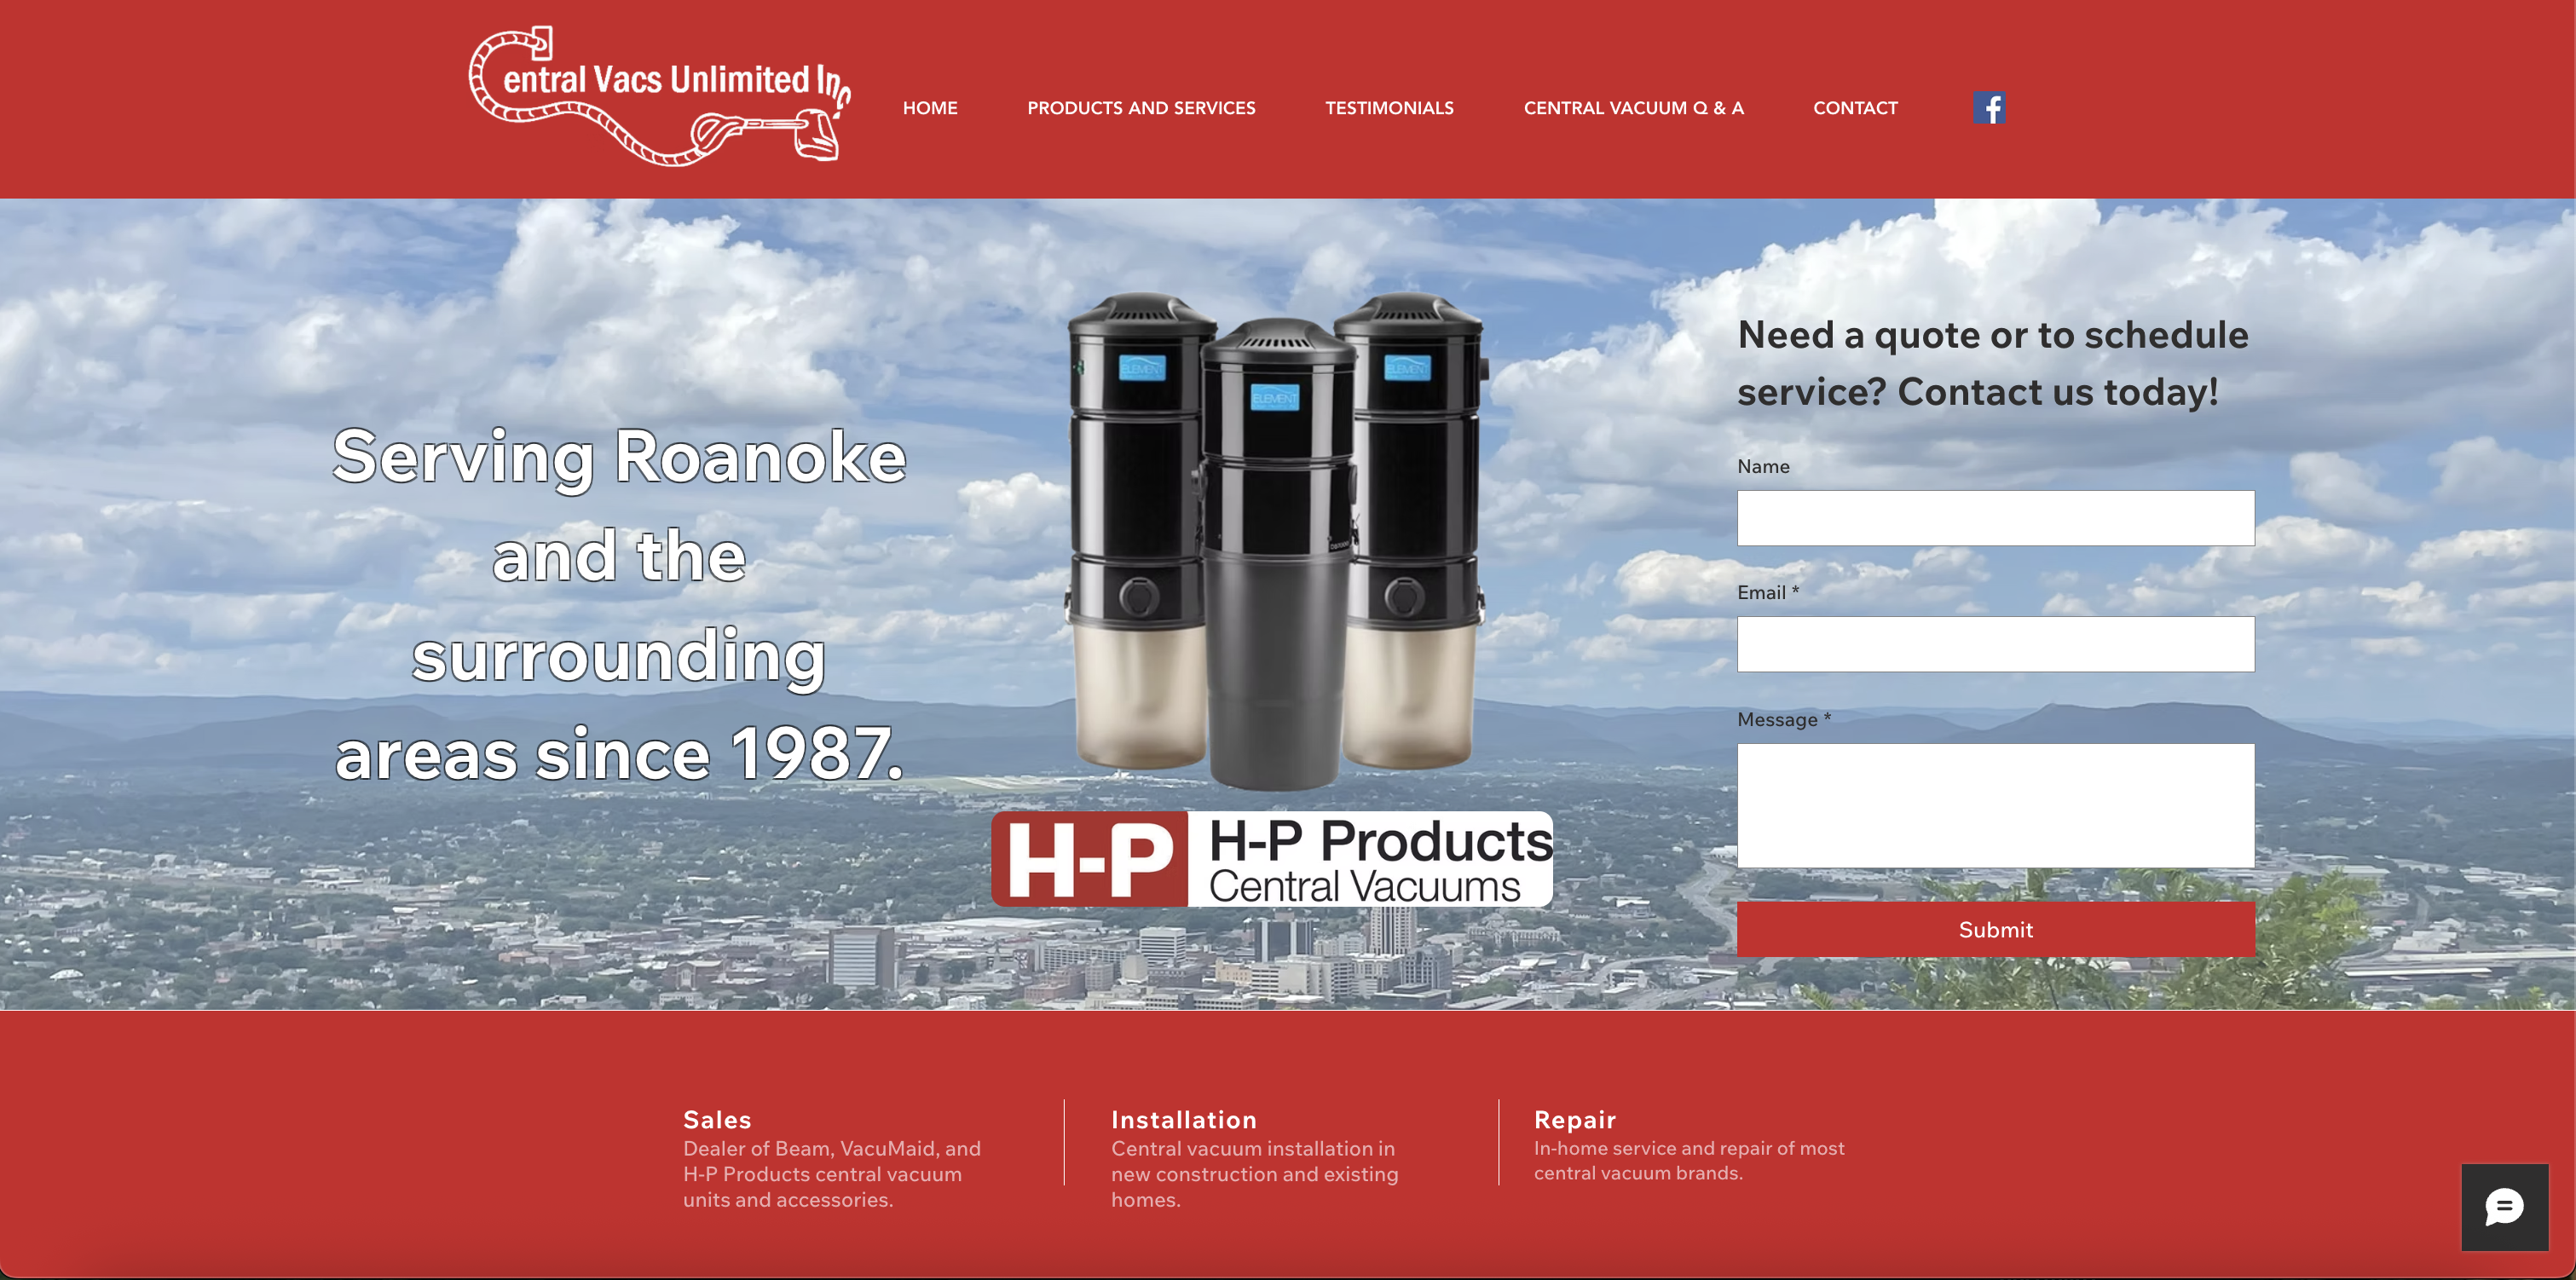 Central Vacs Unlimited Inc
HOME
PRODUCTS AND SERVICES
TESTIMONIALS
CENTRAL VACUUM Q & A
CONTACT
Serving Roanoke
and the
surrounding
areas since 1987.
ELEMENT
ELEMENT
ELEMENT
H-P
H-P Products
Central Vacuums
Need a quote or to schedule
service? Contact us today!
Name
Email *
Message *
Submit
Sales
Dealer of Beam, VacuMaid, and
H-P Products central vacuum
units and accessories.
Installation
Central vacuum installation in
new construction and existing
homes.
Repair
In-home service and repair of most
central vacuum brands.